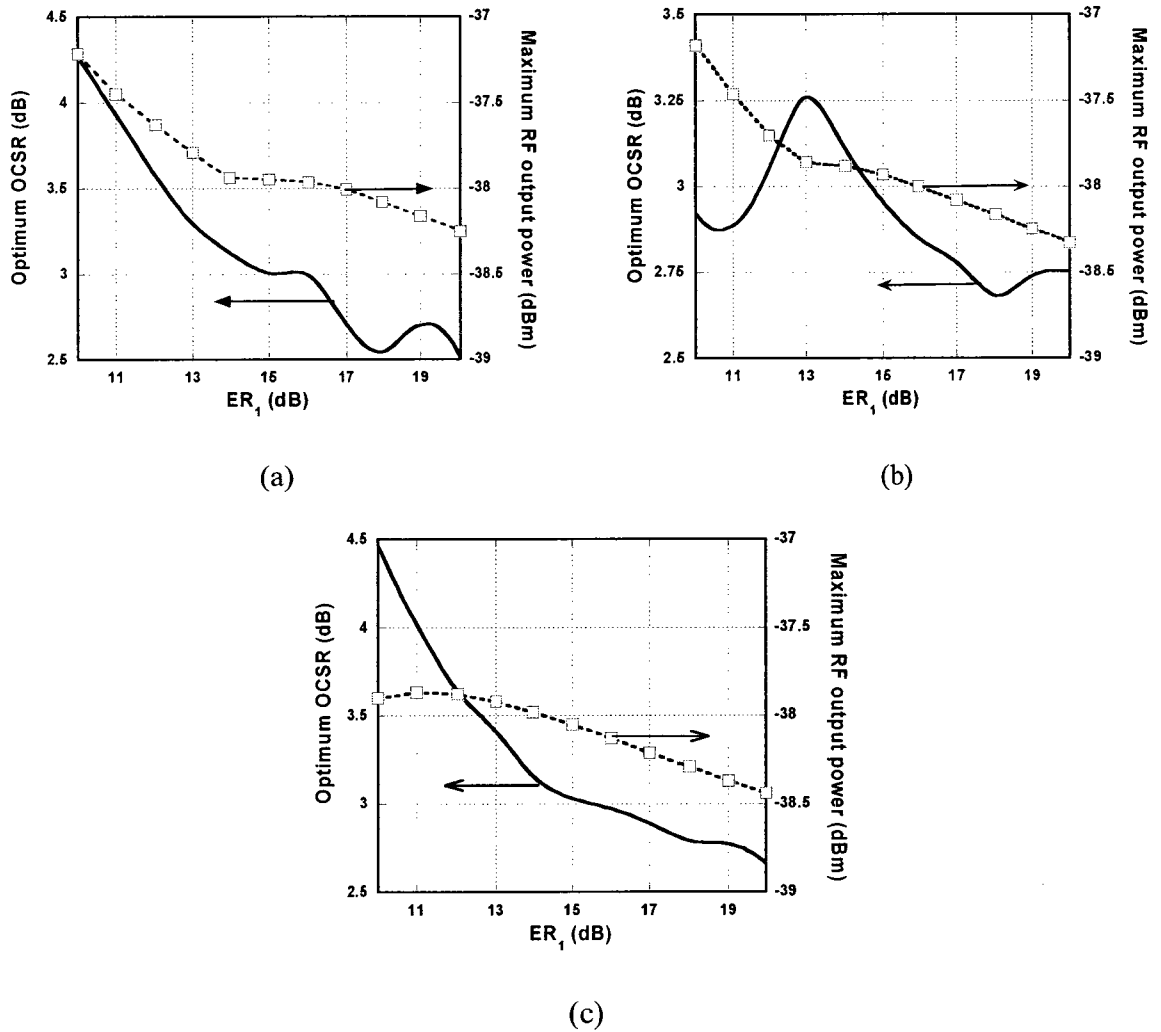 4.5
4
3.5
3
2.5
Optimum OCSR (dB)
-37
-37.5
-38
-38.5
-39
Maximum RF output power (dBm)
11 13 15 17 19
ER1 (dB)
(a)
3.5
3.25
3
2.75
2.5
Optimum OCSR (dB)
-37
-37.5
-38
-38.5
-39
Maximum RF output power (dBm)
11 13 15 17 19
ER1 (dB)
(b)
4.5
4
3.5
3
2.5
Optimum OCSR (dB)
-37
-37.5
-38
-38.5
-39
Maximum RF output power (dBm)
11 13 15 17 19
ER1 (dB)
(c)